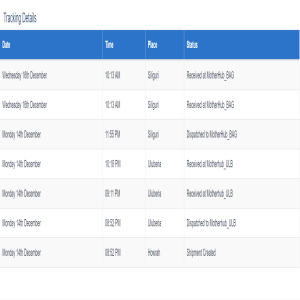 Tracking Details
Date Time Place Status
Wednesday 16th December 10:13 AM Siliguri Received at MotherHub_BAG
Wednesday 16th December 10:13 AM Siliguri Received at MotherHub_BAG
Monday 14th December 11:55 PM Siliguri Dispatched to MotherHub_BAG
Monday 14th December 10:18 PM Uluberia Received at Motherhub_ULB
Monday 14th December 09:11 PM Uluberia Received at Motherhub_ULB
Monday 14th December 08:52 PM Uluberia Dispatched to MotherHub_ULB
Monday 14th December 08:52 PM Howrah Shipment Created